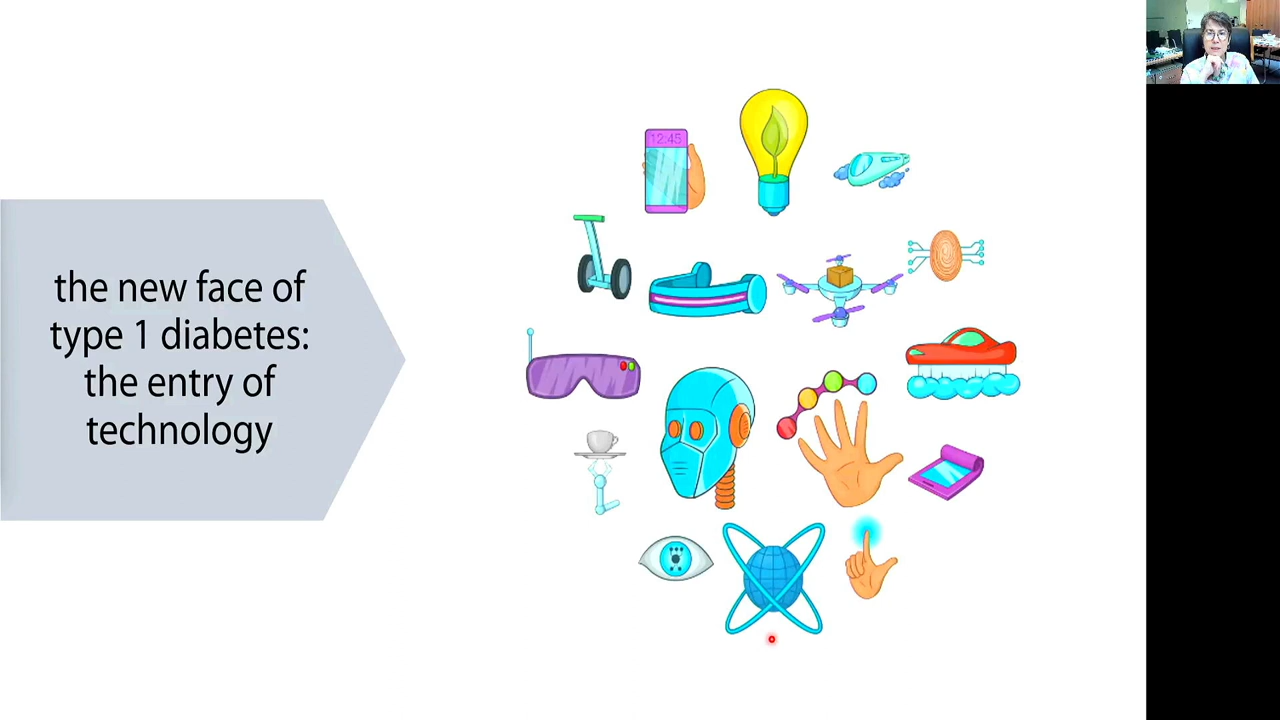 the new face of
type 1 diabetes:
the entry of
technology
12:45